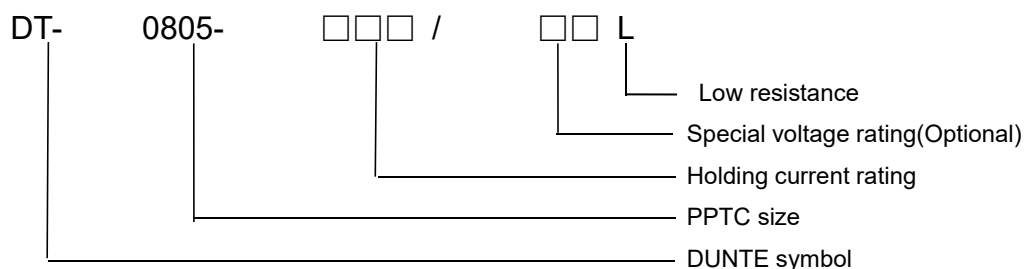 DT- 0805- □□□ / □□ L
Low resistance
Special voltage rating(Optional)
Holding current rating
PPTC size
DUNTE symbol